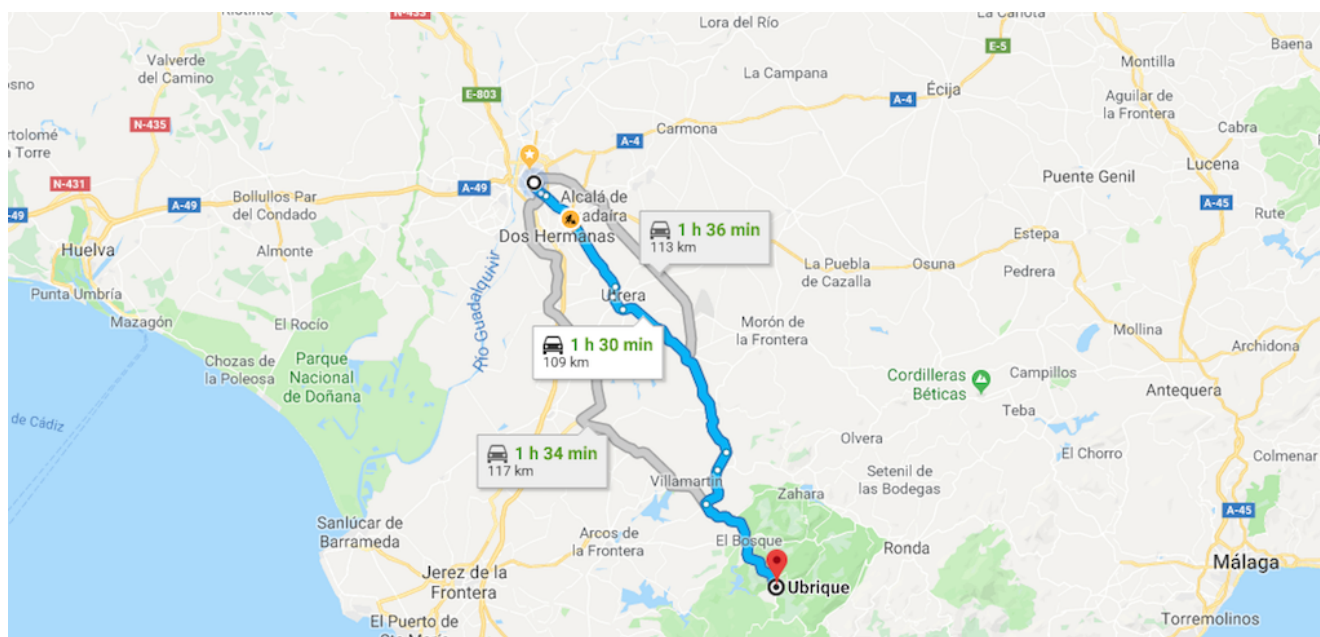 N-433
Lora del Río
La Carlota
E-5
Baena
Valverde
del Camino
La Campana
Montilla
E-803
A-4
Écija
Aguilar de
la Frontera
N-435
Carmona
A-4
Cabra
Lucena
N-431
A-49
A-49
Bollullos Par
del Condado
Alcalá de
Puente Genil
A-45
Rute
Huelva
Almonte
Dos Hermanas
1 h 36 min
113 km
Estepa
La Puebla
de Cazalla
Osuna
Pedrera
Punta Umbría
Mazagón
El Rocío
Río Guadalquivir
Utrera
Morón de
la Frontera
Mollina
Archidona
Chozas de
la Poleosa
Parque
Nacional
de Doñana
1 h 30 min
109 km
Cordilleras
Béticas
Campillos
Antequera
de Cádiz
Teba
Olvera
1 h 34 min
117 km
El Chorro
Colmenar
Villamartín
Setenil de
las Bodegas
Zahara
A-45
Sanlúcar de
Barrameda
Arcos de
la Frontera
El Bosque
Ronda
Málaga
Jerez de la
Frontera
Ubrique
El Puerto de
Torremolinos